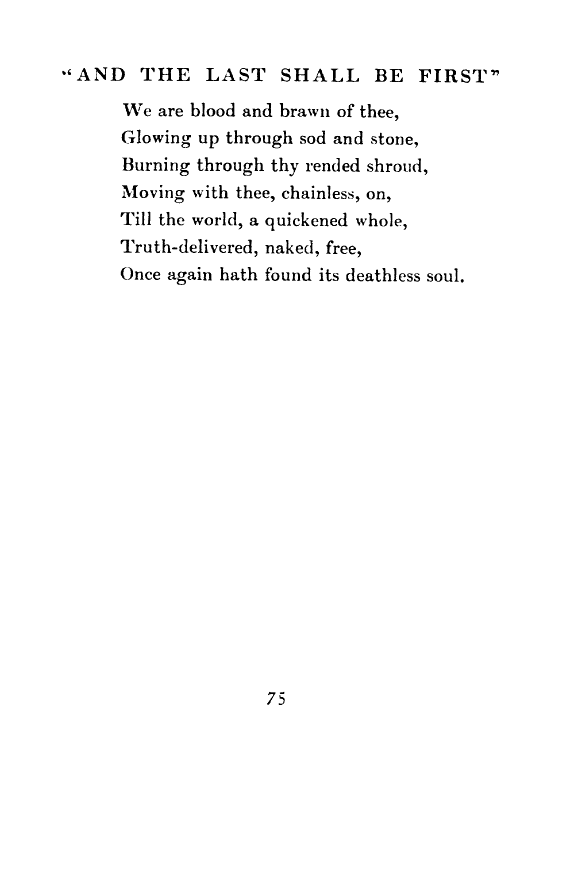 "AND THE LAST SHALL BE FIRST"
We are blood and brawn of thee,
Glowing up through sod and stone,
Burning through thy rended shroud,
Moving with thee, chainless, on,
Till the world, a quickened whole,
Truth-delivered, naked, free,
Once again hath found its deathless soul.
75